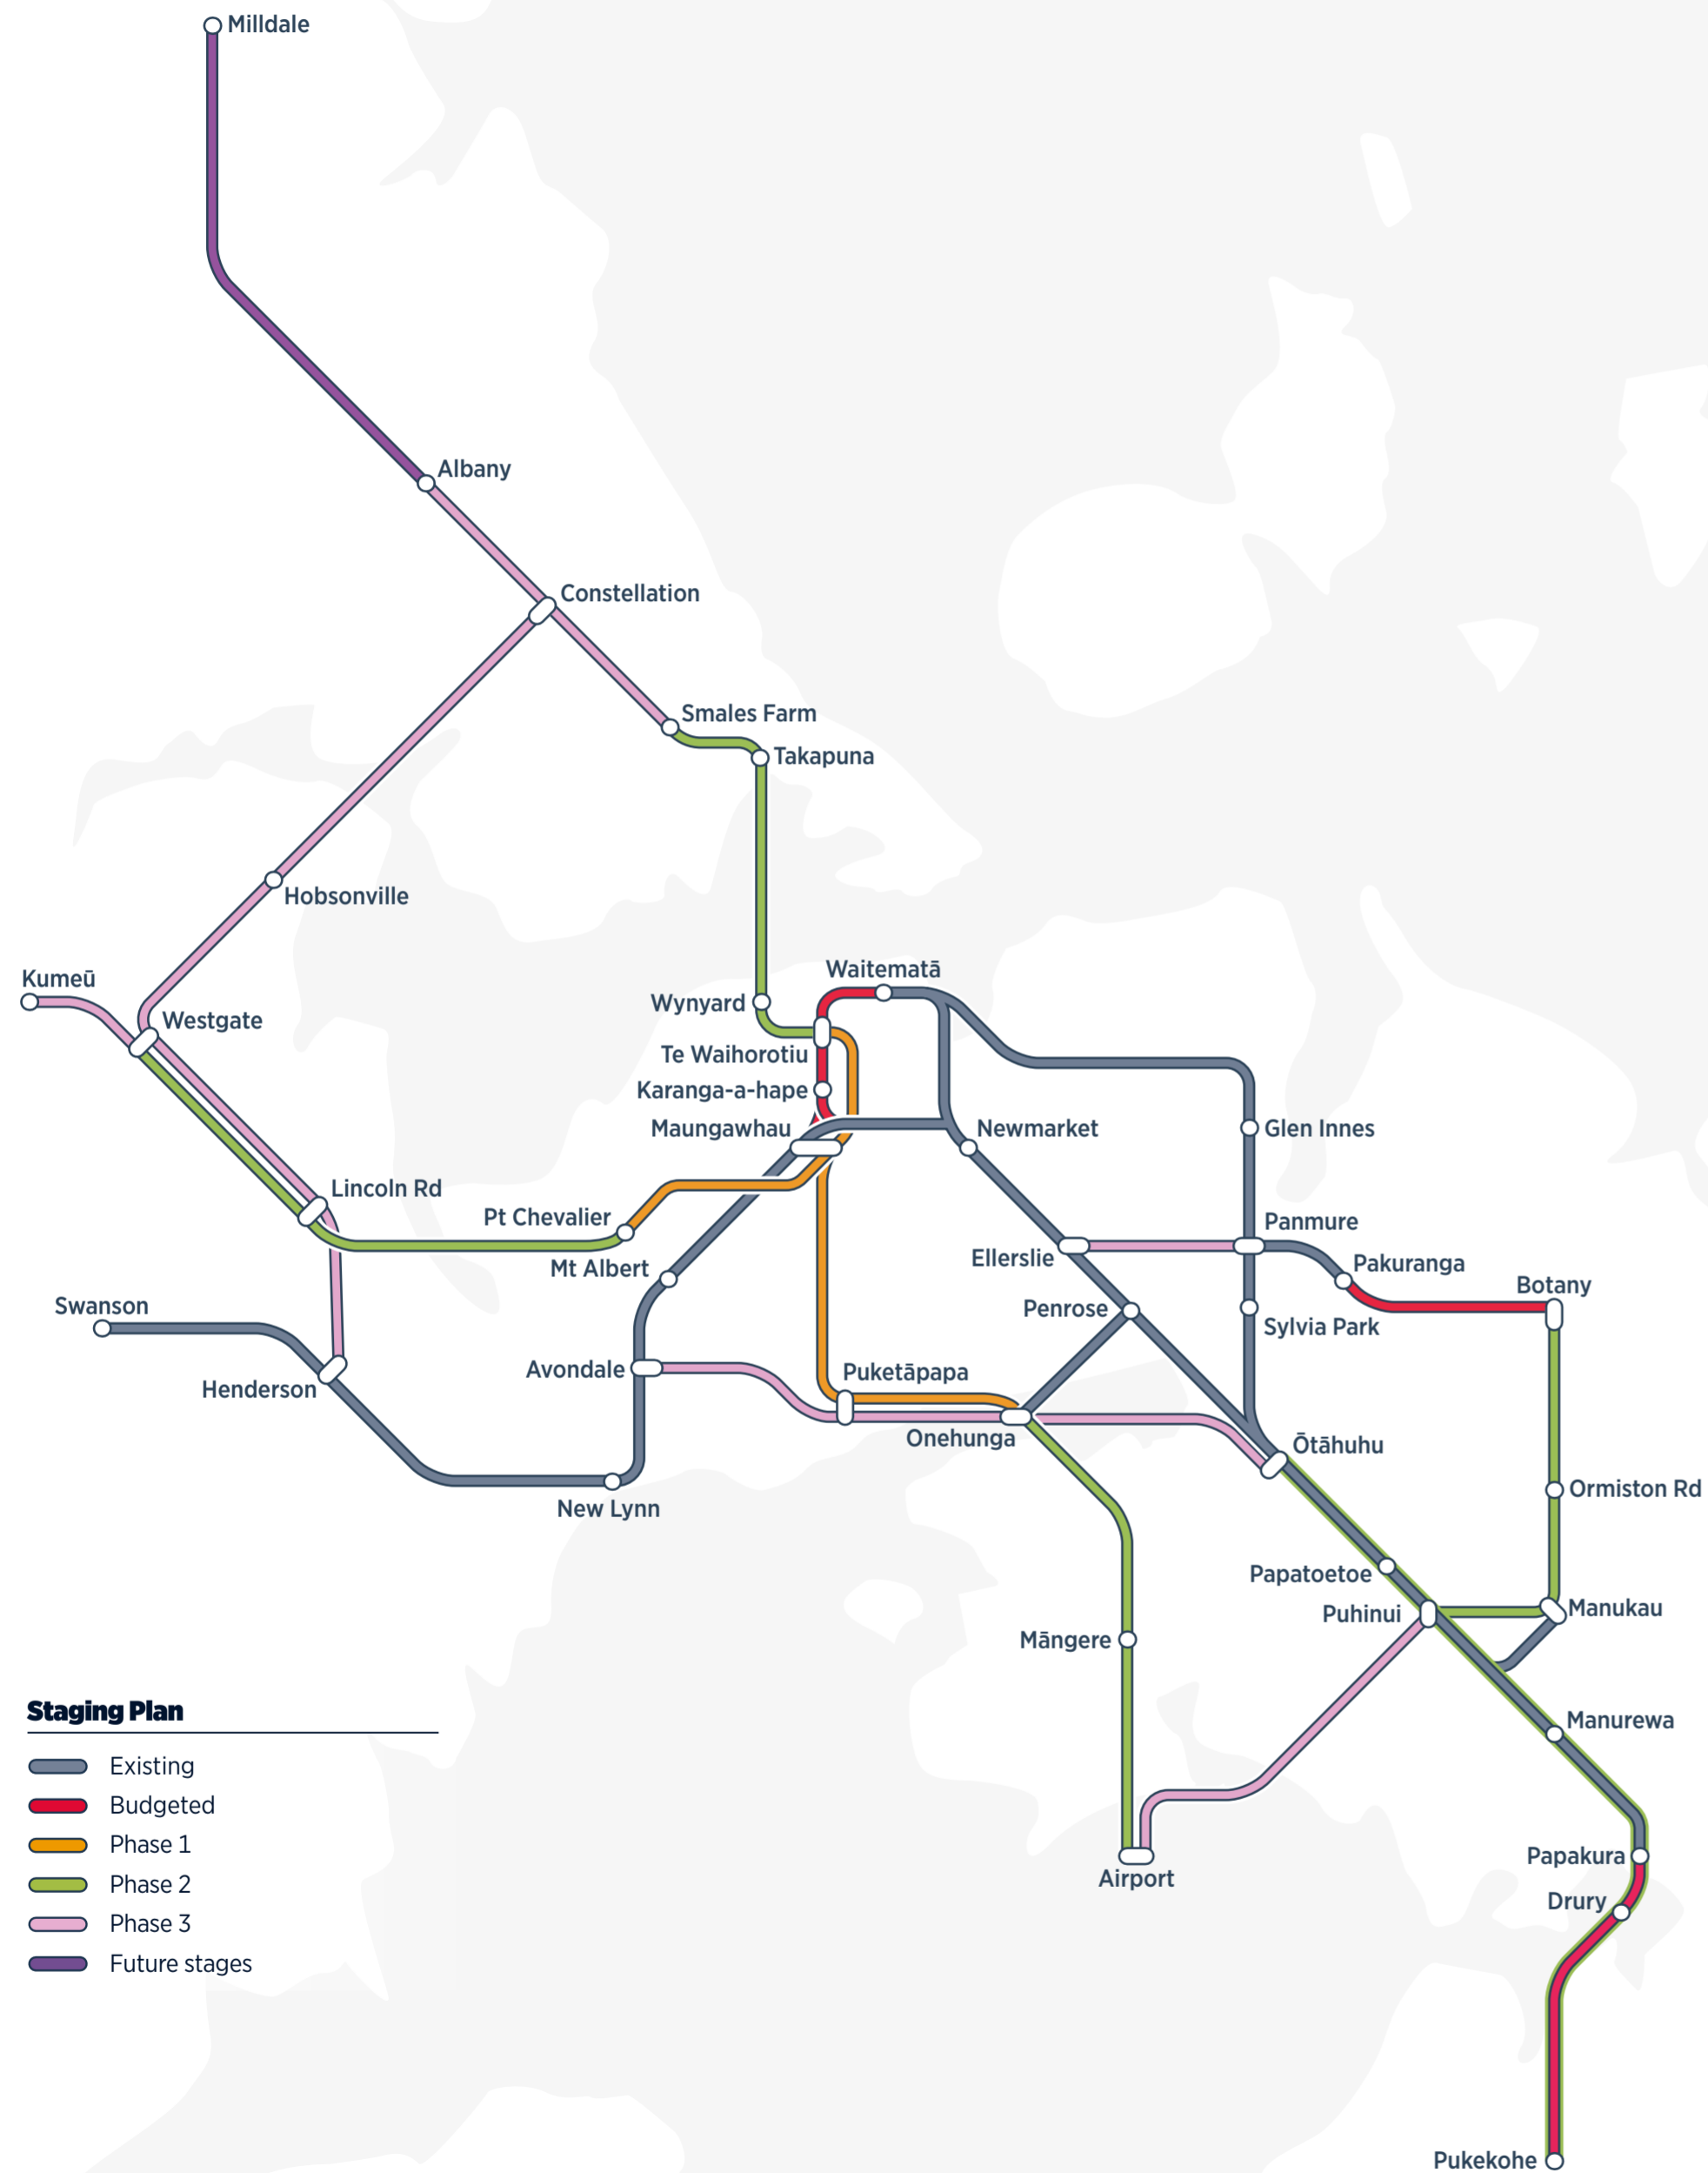 Milldale
Albany
Constellation
Smales Farm
Takapuna
Hobsonville
Waitematā
Kumeū
Wynyard
Westgate
Te Waihorotiu
Karanga-a-hape
Maungawhau
Newmarket
Glen Innes
Lincoln Rd
Pt Chevalier
Panmure
Ellerslie
Mt Albert
Pakuranga
Botany
Swanson
Penrose
Sylvia Park
Avondale
Puketāpapa
Henderson
Onehunga
Ōtāhuhu
Ormiston Rd
New Lynn
Papatoetoe
Manukau
Puhinui
Māngere
Manurewa
Papakura
Airport
Drury
Pukekohe
Staging Plan
Existing
Budgeted
Phase 1
Phase 2
Phase 3
Future stages